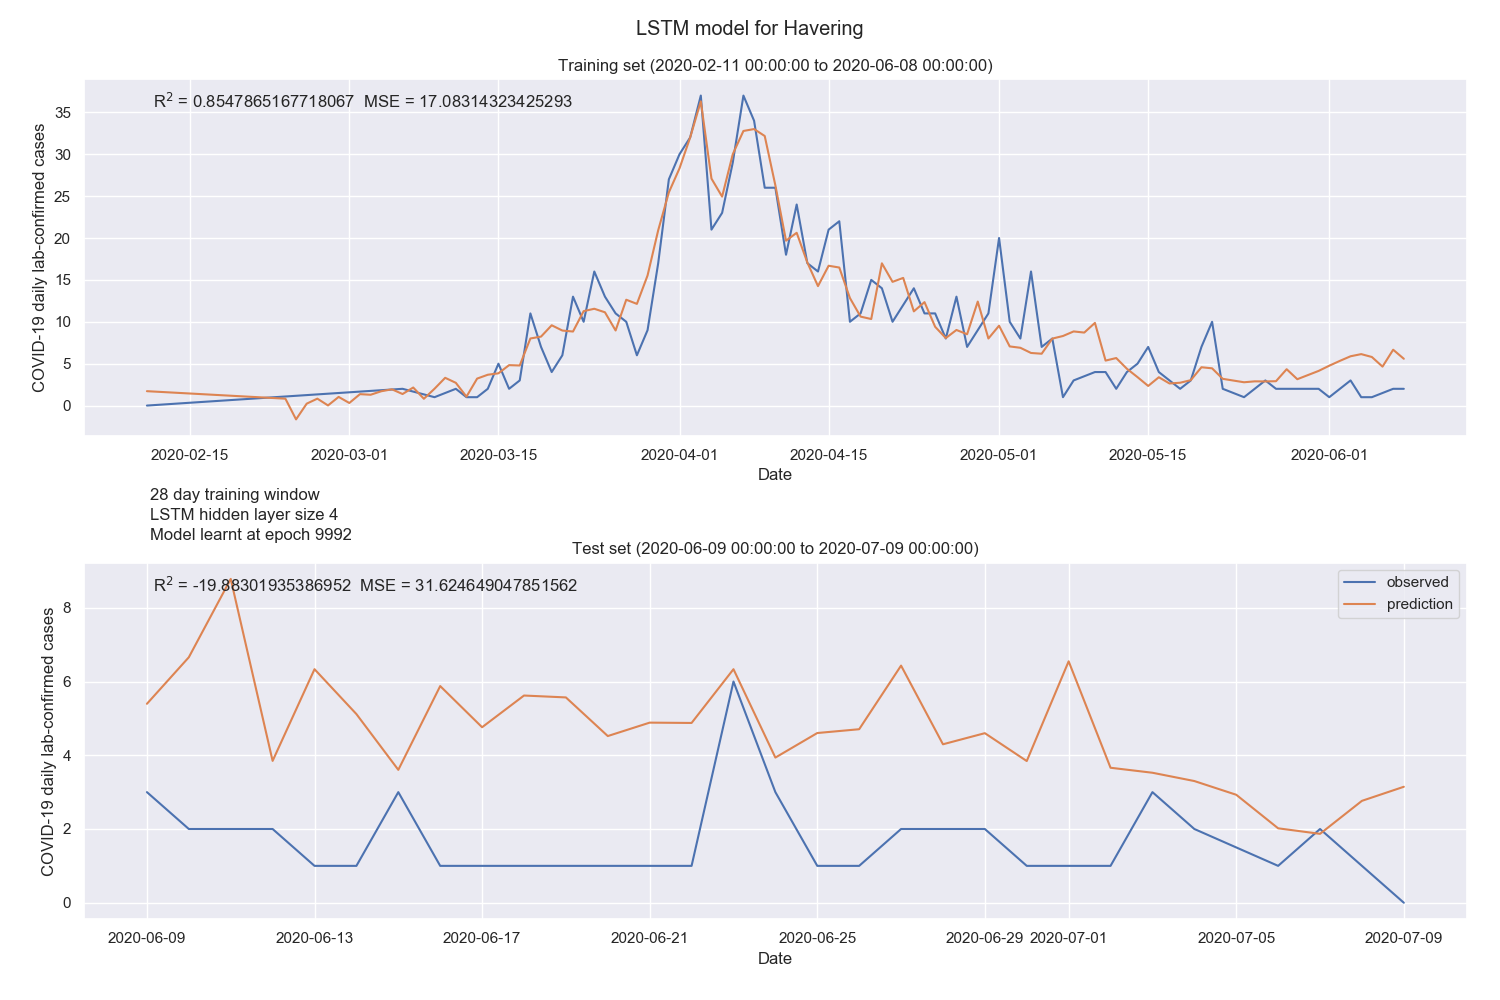 LSTM model for Havering
Training set (2020-02-11 00:00:00 to 2020-06-08 00:00:00)
R² = 0.8547865167718067  MSE = 17.08314323425293
COVID-19 daily lab-confirmed cases
35
30
25
20
15
10
5
0
2020-02-15 2020-03-01 2020-03-15 2020-04-01 2020-04-15 2020-05-01 2020-05-15 2020-06-01
Date
28 day training window
LSTM hidden layer size 4
Model learnt at epoch 9992
Test set (2020-06-09 00:00:00 to 2020-07-09 00:00:00)
R² = -19.88301935386952  MSE = 31.624649047851562
observed
prediction
COVID-19 daily lab-confirmed cases
8
6
4
2
0
2020-06-09 2020-06-13 2020-06-17 2020-06-21 2020-06-25 2020-06-29 2020-07-01 2020-07-05 2020-07-09
Date